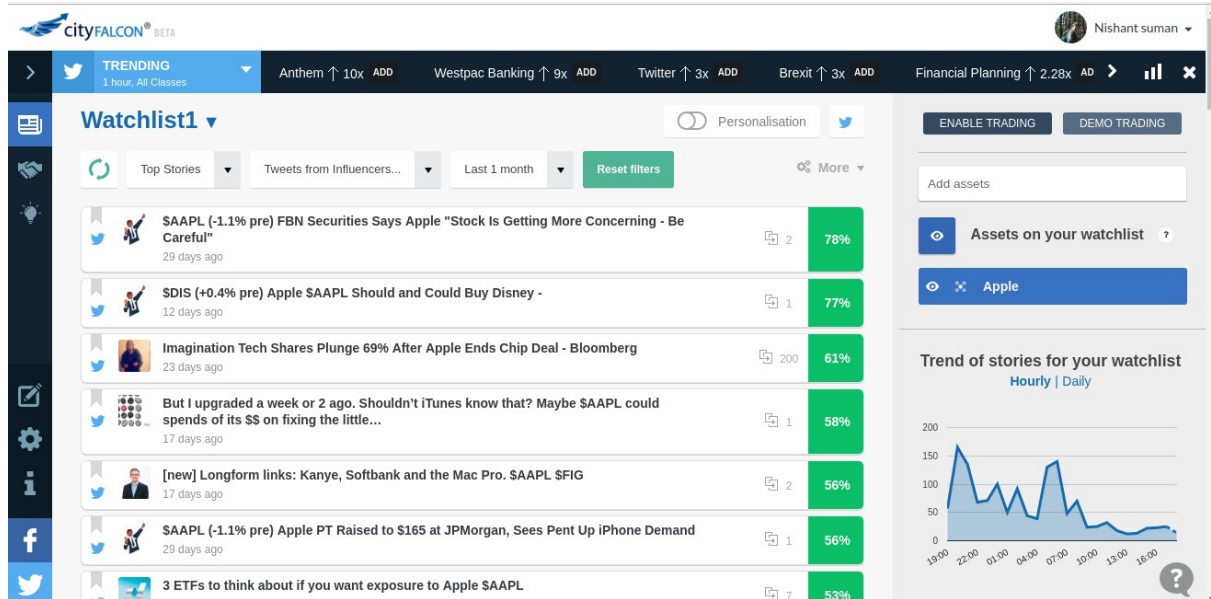 cityFALCON® BETA
Nishant suman
TRENDING
1 hour, All Classes
Anthem ↑ 10x ADD
Westpac Banking ↑ 9x ADD
Twitter ↑ 3x ADD
Brexit ↑ 3x ADD
Financial Planning ↑ 2.28x AD
Watchlist1
Personalisation
ENABLE TRADING
DEMO TRADING
Top Stories
Tweets from Influencers...
Last 1 month
Reset filters
More
Add assets
Assets on your watchlist ?
Apple
$AAPL (-1.1% pre) FBN Securities Says Apple "Stock Is Getting More Concerning - Be
Careful"
29 days ago
2
78%
$DIS (+0.4% pre) Apple $AAPL Should and Could Buy Disney -
12 days ago
1
77%
Imagination Tech Shares Plunge 69% After Apple Ends Chip Deal - Bloomberg
23 days ago
200
61%
But I upgraded a week or 2 ago. Shouldn't iTunes know that? Maybe $AAPL could
spends of its $$ on fixing the little…
17 days ago
1
58%
[new] Longform links: Kanye, Softbank and the Mac Pro. $AAPL $FIG
17 days ago
2
56%
$AAPL (-1.1% pre) Apple PT Raised to $165 at JPMorgan, Sees Pent Up iPhone Demand
29 days ago
1
56%
3 ETFs to think about if you want exposure to Apple $AAPL
7
53%
Trend of stories for your watchlist
Hourly | Daily
200
150
100
50
0
19:00 22:00 01:00 04:00 07:00 10:00 13:00 16:00
?